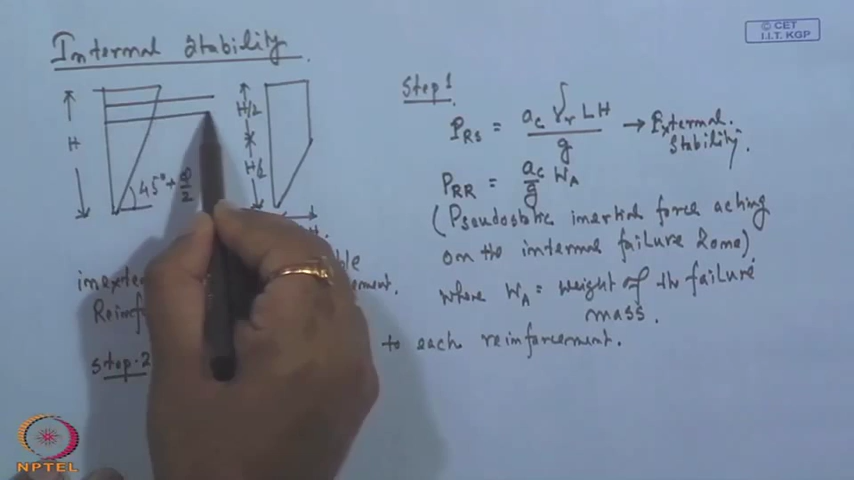 © CET
I.I.T. KGP
Internal Stability
H
45°+
H/2
H/2
Step 1
P_RS = a_c γ_r LH / g → External Stability
P_RR = a_c / g W_A
(Pseudostatic inertial force acting
on the internal failure Zone).
where W_A = weight of the failure
mass.
Step-2
to each reinforcement.
NPTEL